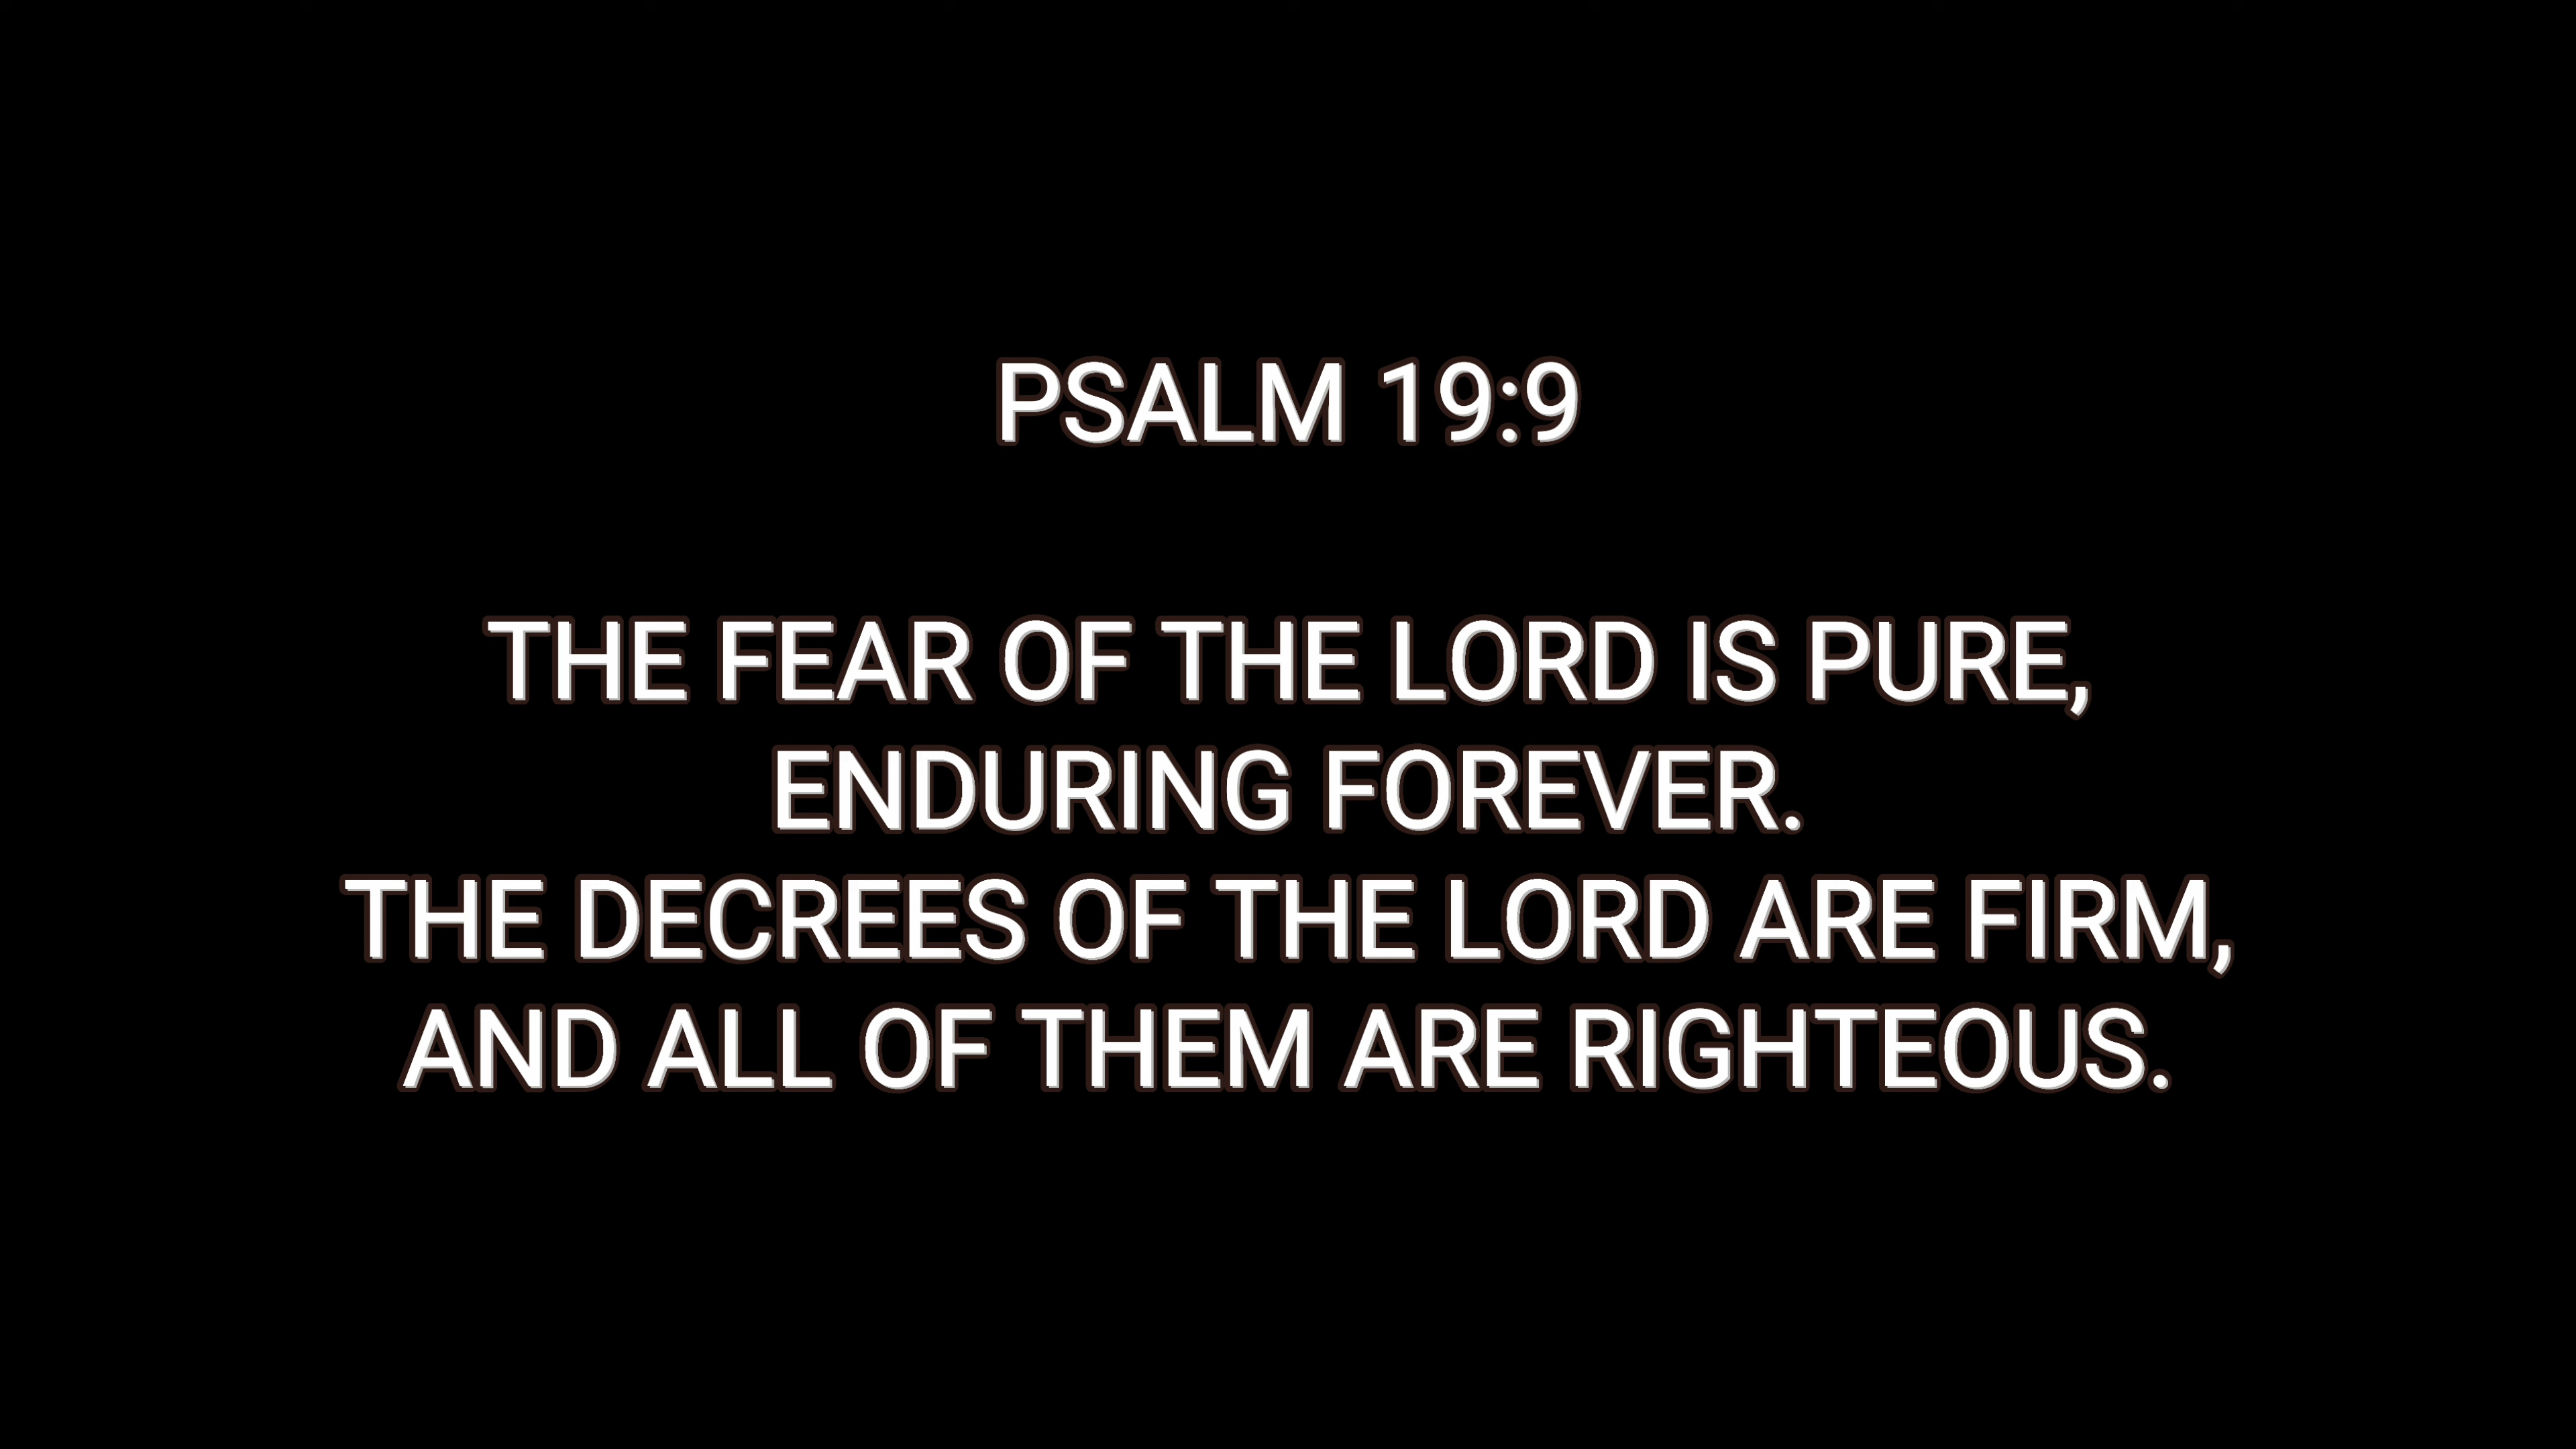 PSALM 19:9
THE FEAR OF THE LORD IS PURE,
ENDURING FOREVER.
THE DECREES OF THE LORD ARE FIRM,
AND ALL OF THEM ARE RIGHTEOUS.